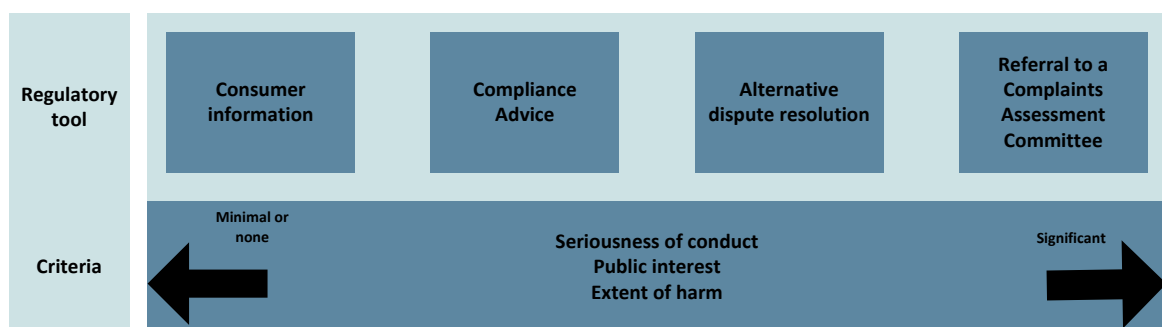 Regulatory
tool
Consumer
information
Compliance
Advice
Alternative
dispute resolution
Referral to a
Complaints
Assessment
Committee
Criteria
Minimal or
none
Seriousness of conduct
Public interest
Extent of harm
Significant